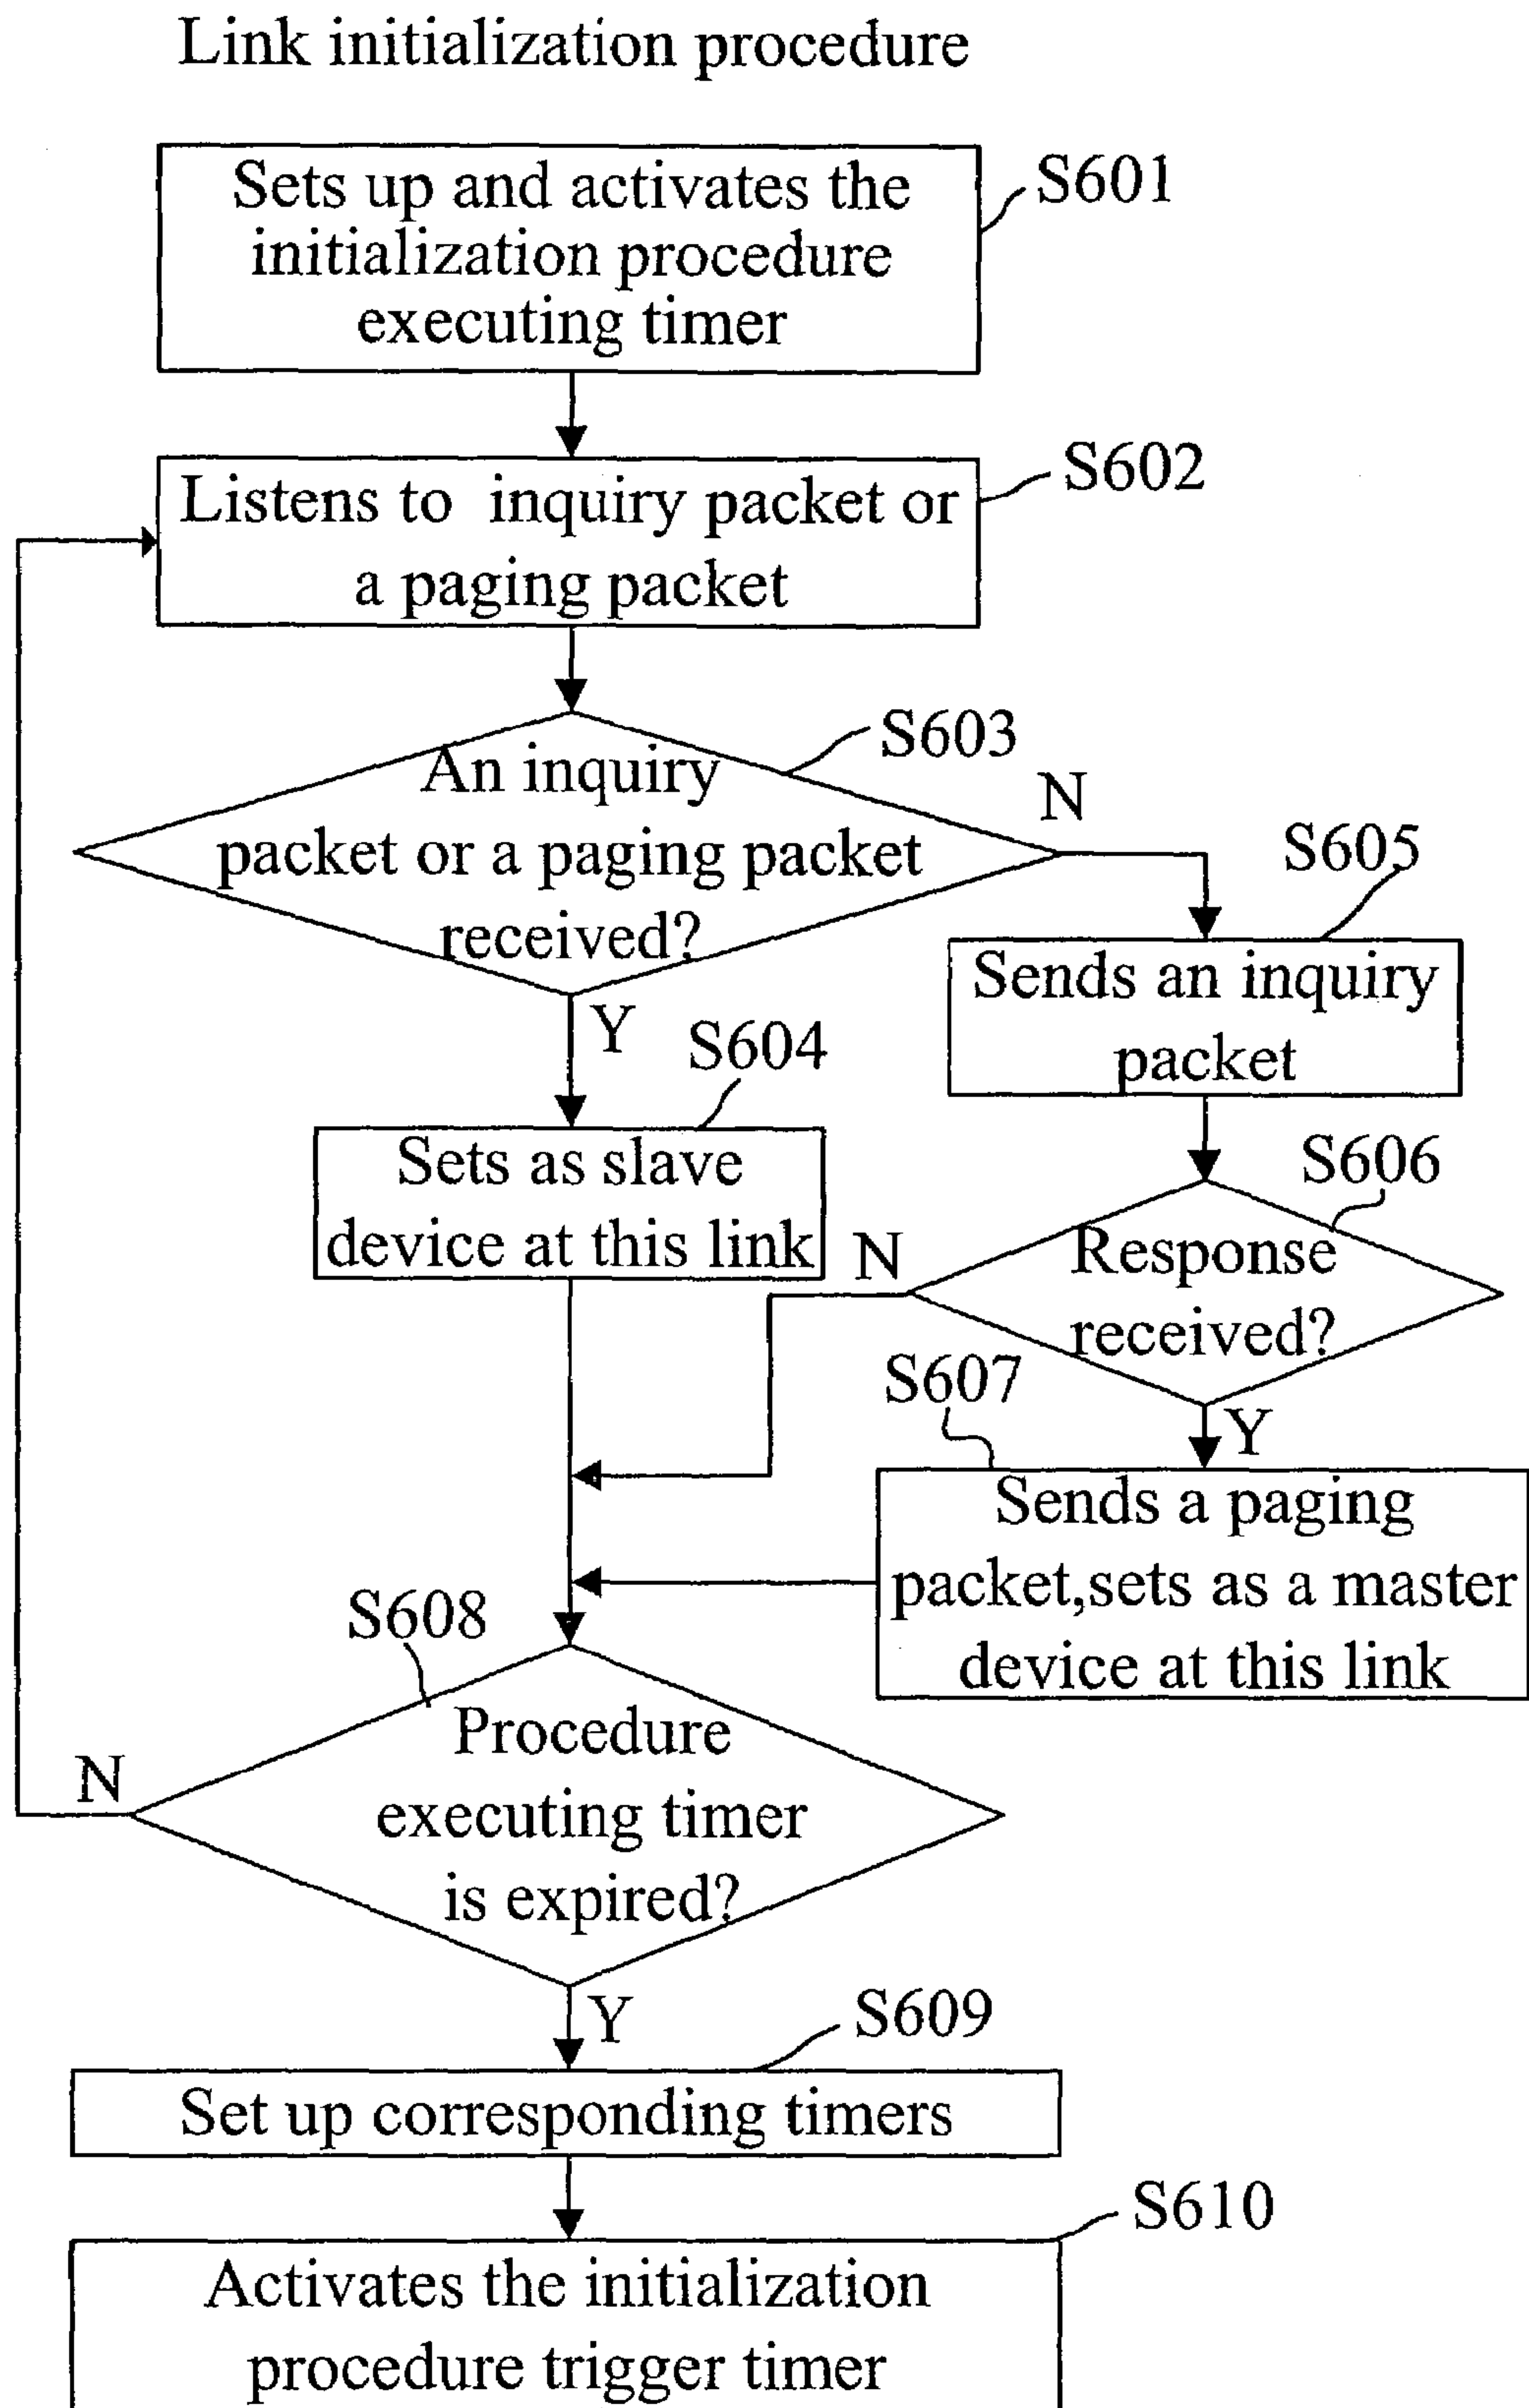 Link initialization procedure
Sets up and activates the
initialization procedure
executing timer
S601
Listens to inquiry packet or
a paging packet
S602
An inquiry
packet or a paging packet
received?
S603
N
Y
S604
Sets as slave
device at this link
S605
Sends an inquiry
packet
S606
Response
received?
N
Y
S607
Sends a paging
packet,sets as a master
device at this link
S608
Procedure
executing timer
is expired?
N
Y
S609
Set up corresponding timers
S610
Activates the initialization
procedure trigger timer